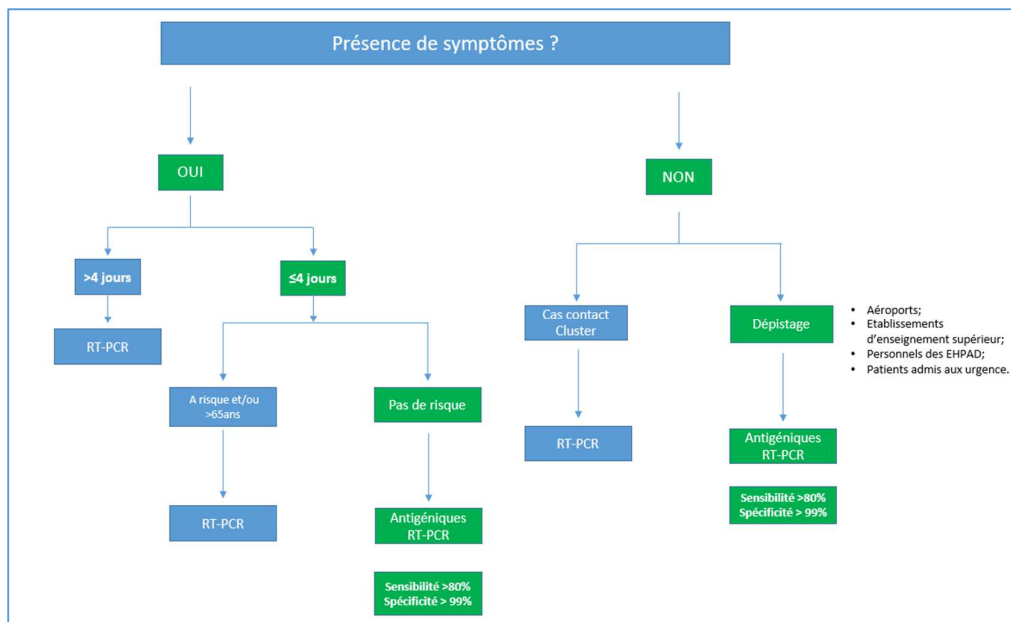 Présence de symptômes ?
OUI
NON
>4 jours
≤4 jours
RT-PCR
A risque et/ou
>65ans
Pas de risque
RT-PCR
Antigéniques
RT-PCR
Sensibilité >80%
Spécificité > 99%
Cas contact
Cluster
Dépistage
• Aéroports;
• Etablissements
d’enseignement supérieur;
• Personnels des EHPAD;
• Patients admis aux urgence.
RT-PCR
Antigéniques
RT-PCR
Sensibilité >80%
Spécificité > 99%